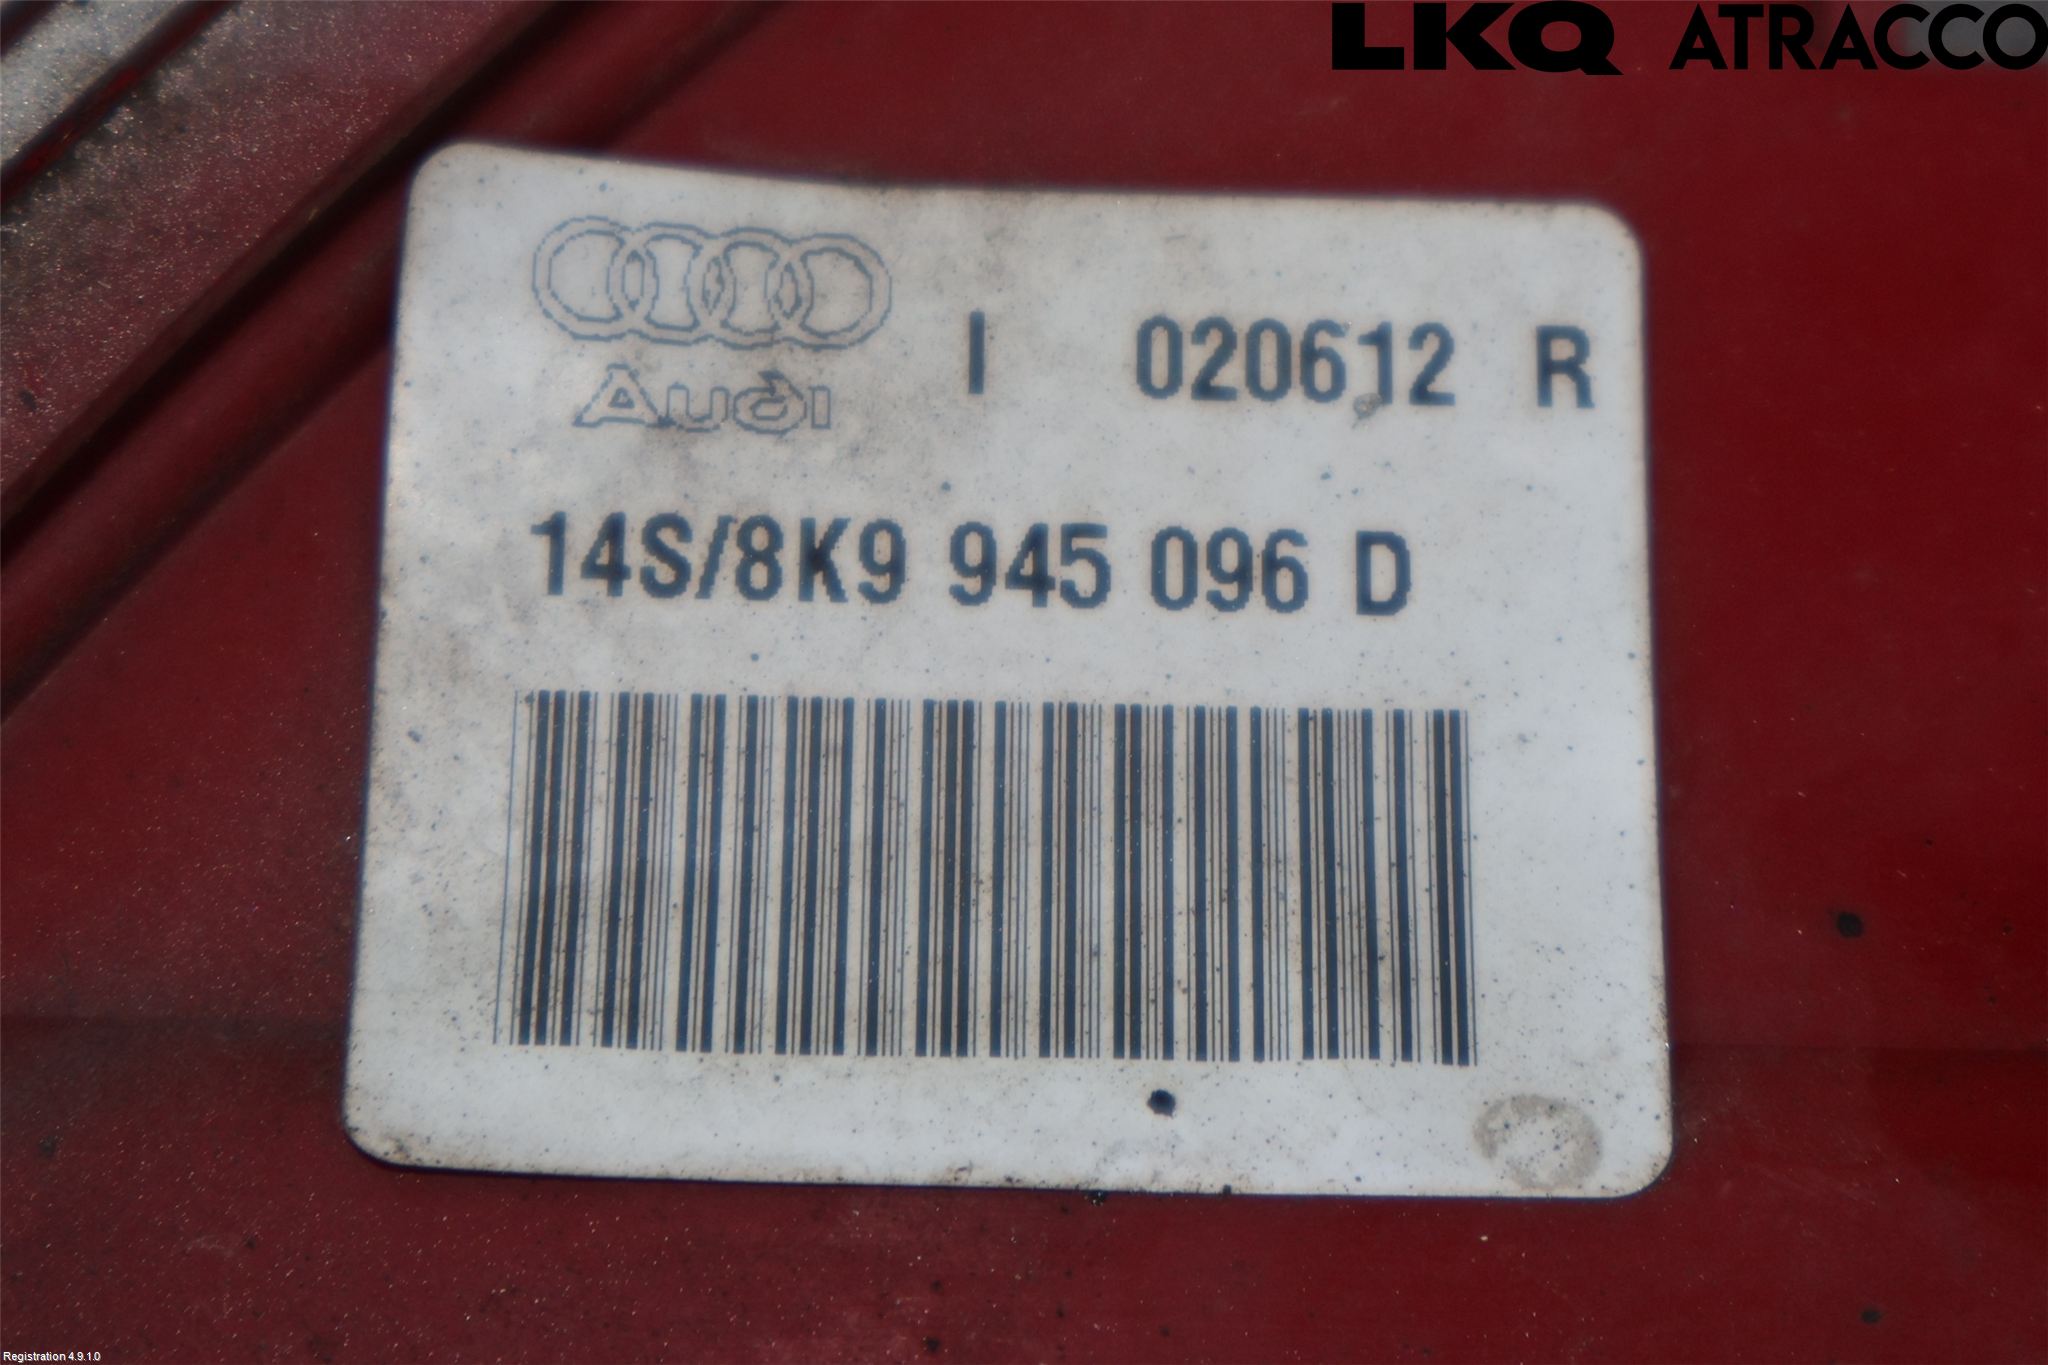 LKQ ATRACCO
I 020612 R
Audi
14S/8K9 945 096 D
Registration 4.9.1.0